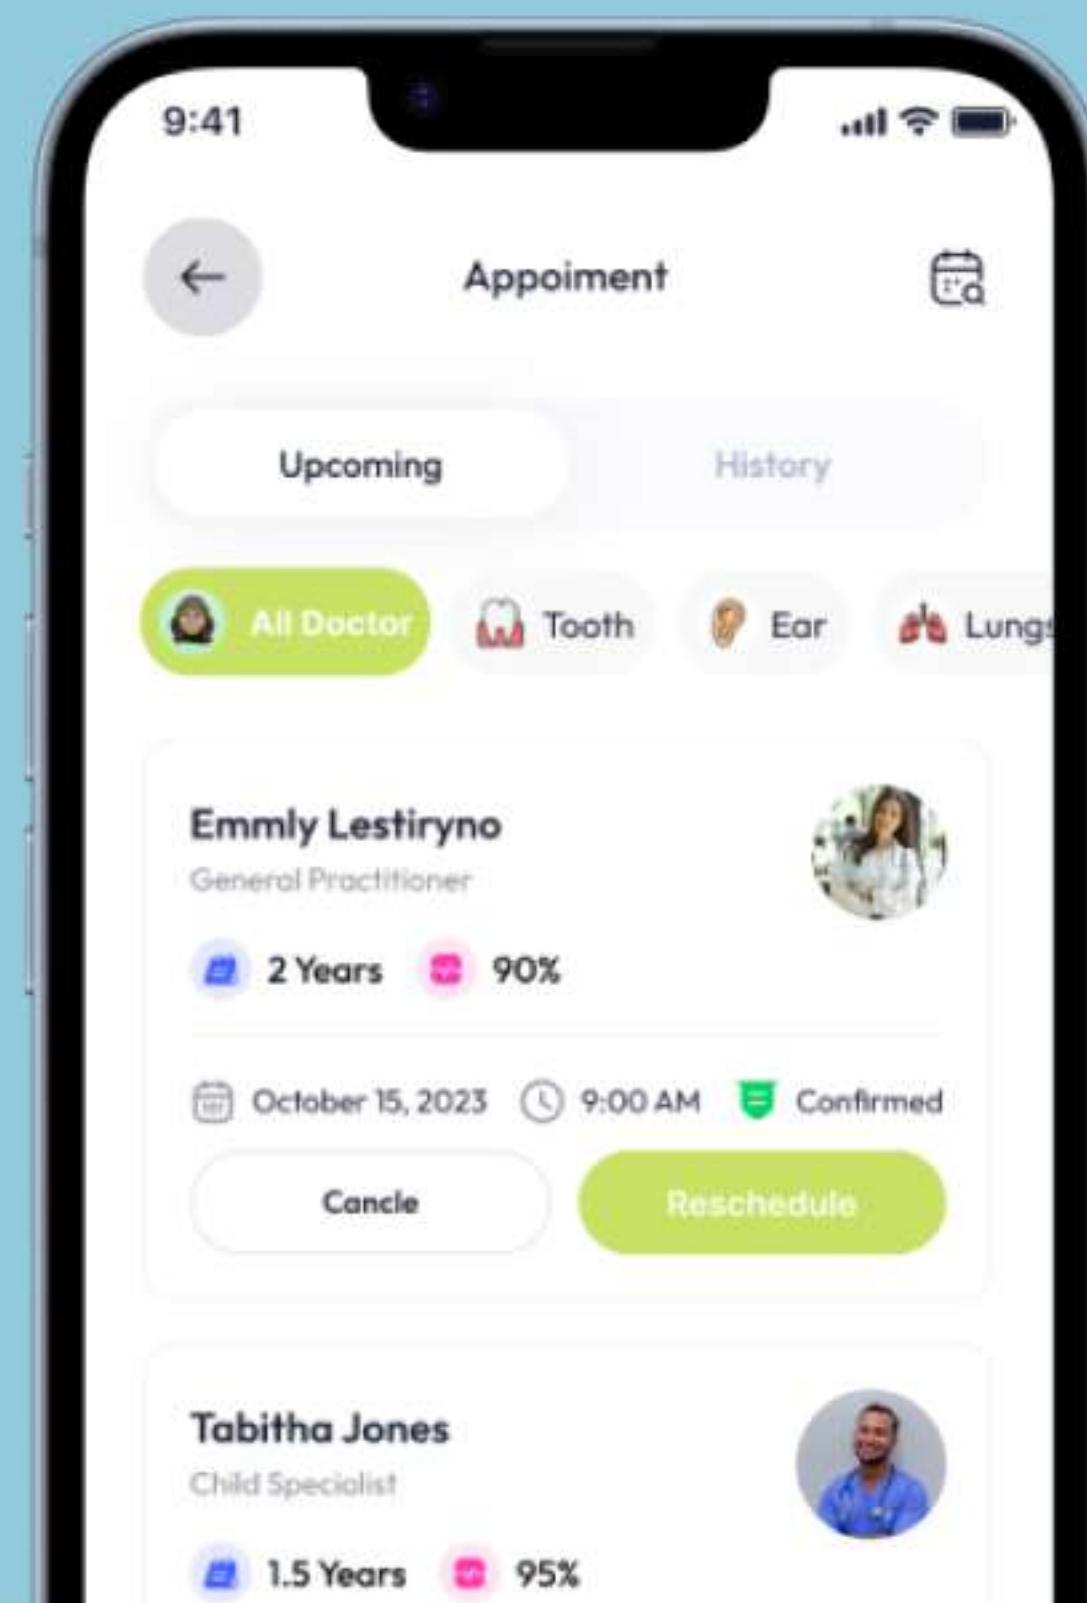 9:41
Appoiment
Upcoming History
All Doctor Tooth Ear Lungs
Emmly Lestiryno
General Practitioner
2 Years 90%
October 15, 2023 9:00 AM Confirmed
Cancle Reschedule
Tabitha Jones
Child Specialist
1.5 Years 95%